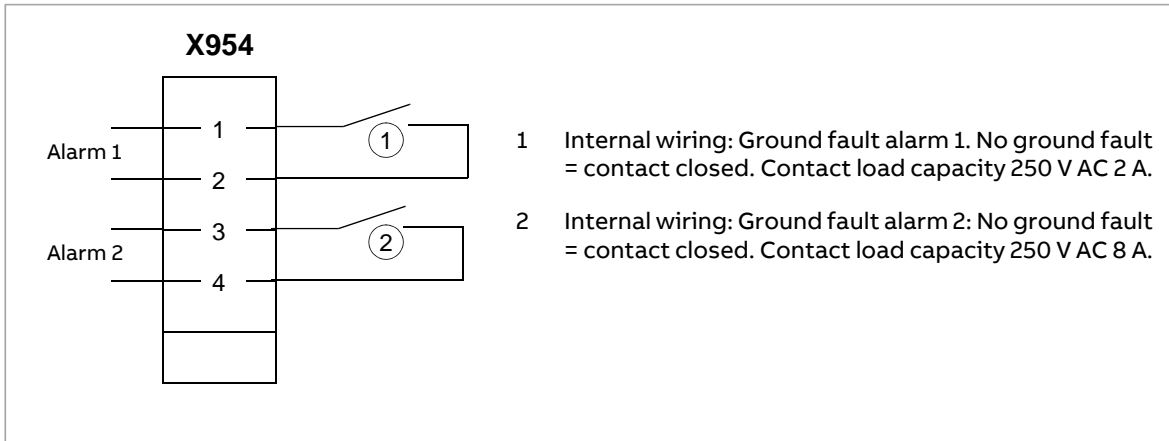 X954
1
2
3
4
Alarm 1
Alarm 2
1
2
1 Internal wiring: Ground fault alarm 1. No ground fault
= contact closed. Contact load capacity 250 V AC 2 A.
2 Internal wiring: Ground fault alarm 2: No ground fault
= contact closed. Contact load capacity 250 V AC 8 A.